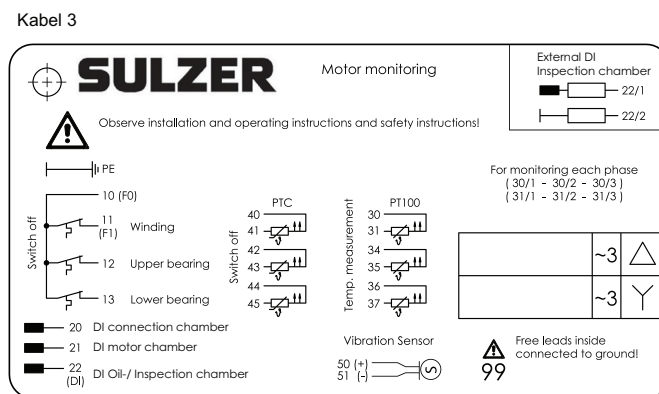 Kabel 3
SULZER
Motor monitoring
External DI
Inspection chamber
22/1
22/2
Observe installation and operating instructions and safety instructions!
PE
10 (F0)
11
(F1)
Winding
12
Upper bearing
13
Lower bearing
Switch off
20 DI connection chamber
21 DI motor chamber
22
(DI)
DI Oil-/ Inspection chamber
PTC
40
41
42
43
44
45
Switch off
PT100
30
31
34
35
36
37
Temp. measurement
Vibration Sensor
50 (+)
51 (-)
For monitoring each phase
( 30/1 - 30/2 - 30/3 )
( 31/1 - 31/2 - 31/3 )
~3
~3
Free leads inside
connected to ground!
99